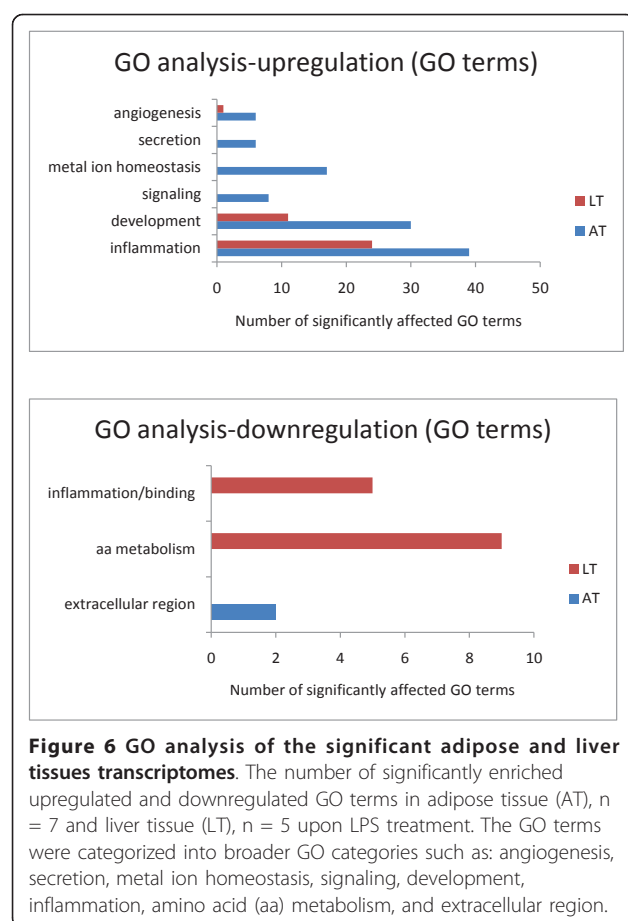 GO analysis-upregulation (GO terms)
angiogenesis
secretion
metal ion homeostasis
signaling
development
inflammation
LT
AT
0 10 20 30 40 50
Number of significantly affected GO terms
GO analysis-downregulation (GO terms)
inflammation/binding
aa metabolism
extracellular region
LT
AT
0 2 4 6 8 10
Number of significantly affected GO terms
Figure 6 GO analysis of the significant adipose and liver
tissues transcriptomes. The number of significantly enriched
upregulated and downregulated GO terms in adipose tissue (AT), n
= 7 and liver tissue (LT), n = 5 upon LPS treatment. The GO terms
were categorized into broader GO categories such as: angiogenesis,
secretion, metal ion homeostasis, signaling, development,
inflammation, amino acid (aa) metabolism, and extracellular region.